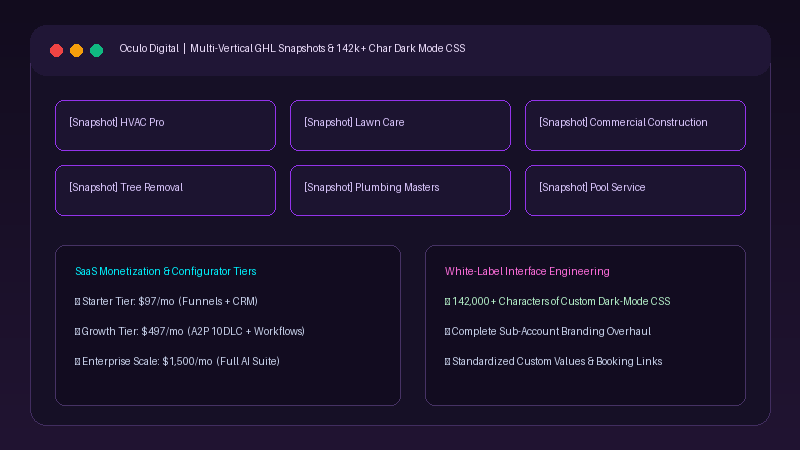 Oculo Digital | Multi-Vertical GHL Snapshots & 142k+ Char Dark Mode CSS
[Snapshot] HVAC Pro
[Snapshot] Lawn Care
[Snapshot] Commercial Construction
[Snapshot] Tree Removal
[Snapshot] Plumbing Masters
[Snapshot] Pool Service
SaaS Monetization & Configurator Tiers
Starter Tier: $97/mo (Funnels + CRM)
Growth Tier: $497/mo (A2P 10DLC + Workflows)
Enterprise Scale: $1,500/mo (Full AI Suite)
White-Label Interface Engineering
142,000+ Characters of Custom Dark-Mode CSS
Complete Sub-Account Branding Overhaul
Standardized Custom Values & Booking Links